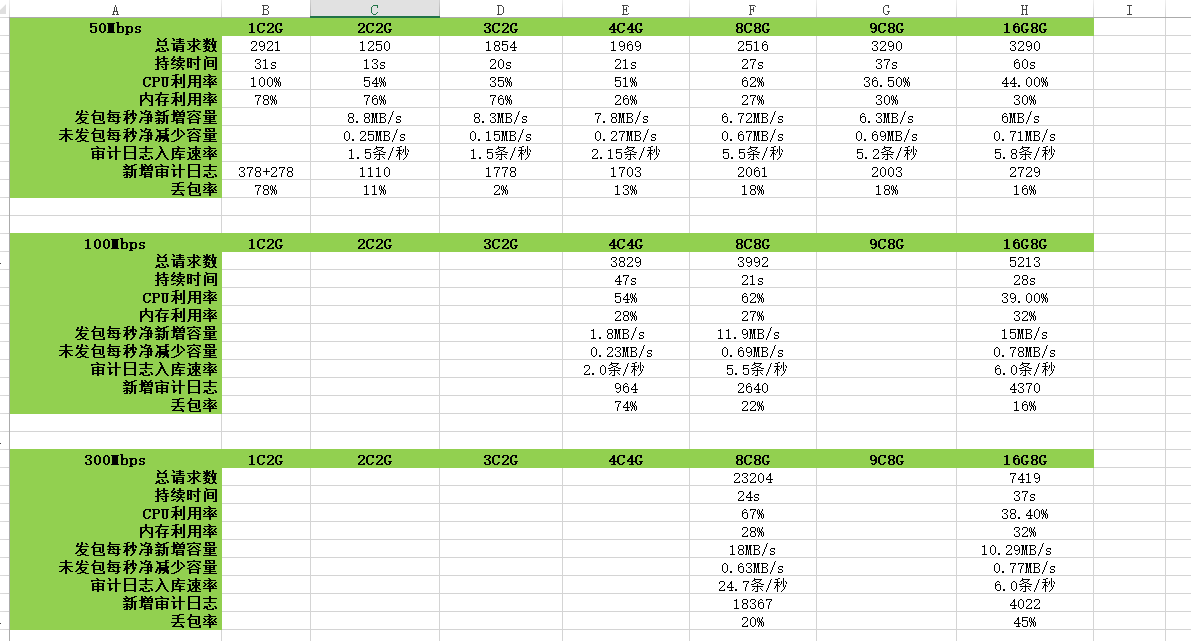 A B C D E F G H I
50Mbps 1C2G 2C2G 3C2G 4C4G 8C8G 9C8G 16G8G
总请求数 2921 1250 1854 1969 2516 3290 3290
持续时间 31s 13s 20s 21s 27s 37s 60s
CPU利用率 100% 54% 35% 51% 62% 36.50% 44.00%
内存利用率 78% 76% 76% 26% 27% 30% 30%
发包每秒净新增容量 8.8MB/s 8.3MB/s 7.8MB/s 6.72MB/s 6.3MB/s 6MB/s
未发包每秒净减少容量 0.25MB/s 0.15MB/s 0.27MB/s 0.67MB/s 0.69MB/s 0.71MB/s
审计日志入库速率 1.5条/秒 1.5条/秒 2.15条/秒 5.5条/秒 5.2条/秒 5.8条/秒
新增审计日志 378+278 1110 1778 1703 2061 2003 2729
丢包率 78% 11% 2% 13% 18% 18% 16%
100Mbps 1C2G 2C2G 3C2G 4C4G 8C8G 9C8G 16G8G
总请求数 3829 3992 5213
持续时间 47s 21s 28s
CPU利用率 54% 62% 39.00%
内存利用率 28% 27% 32%
发包每秒净新增容量 1.8MB/s 11.9MB/s 15MB/s
未发包每秒净减少容量 0.23MB/s 0.69MB/s 0.78MB/s
审计日志入库速率 2.0条/秒 5.5条/秒 6.0条/秒
新增审计日志 964 2640 4370
丢包率 74% 22% 16%
300Mbps 1C2G 2C2G 3C2G 4C4G 8C8G 9C8G 16G8G
总请求数 23204 7419
持续时间 24s 37s
CPU利用率 67% 38.40%
内存利用率 28% 32%
发包每秒净新增容量 18MB/s 10.29MB/s
未发包每秒净减少容量 0.63MB/s 0.77MB/s
审计日志入库速率 24.7条/秒 6.0条/秒
新增审计日志 18367 4022
丢包率 20% 45%